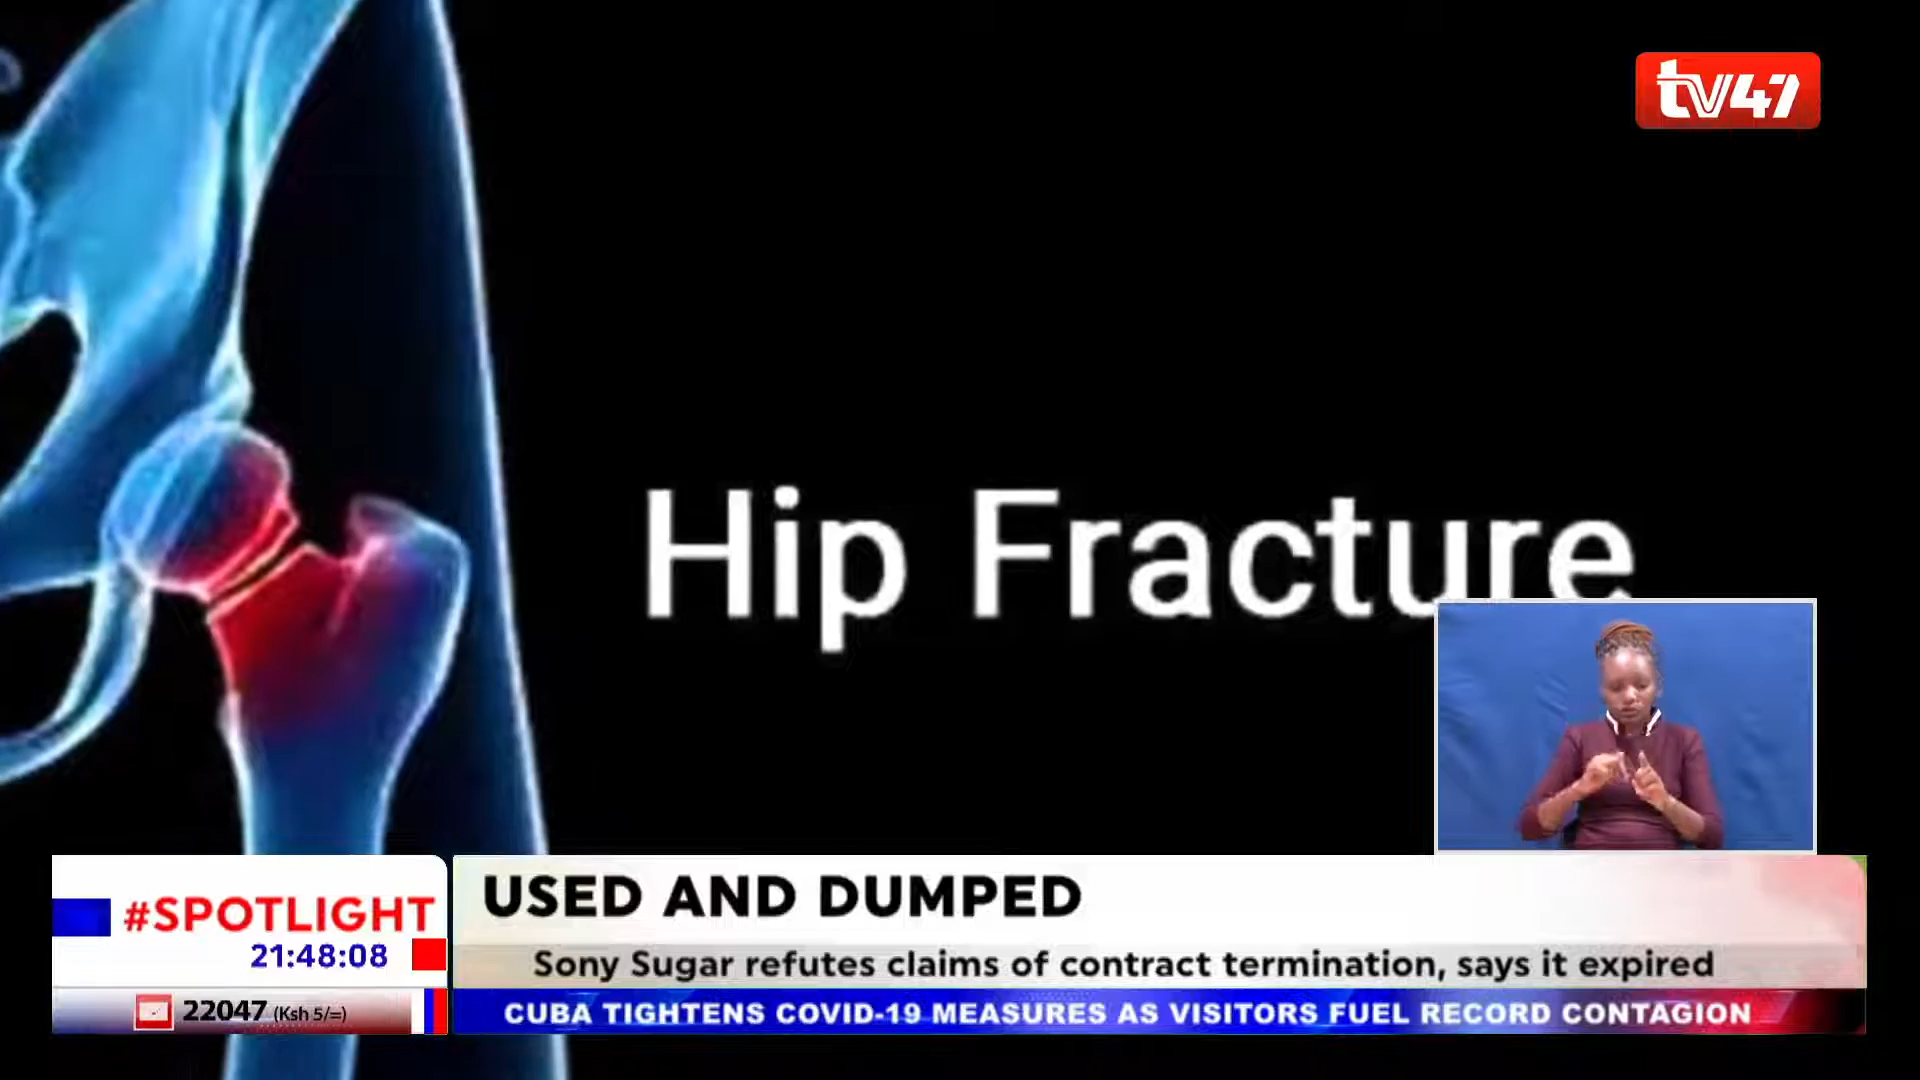 tv47
Hip Fracture
#SPOTLIGHT
21:48:08
22047 (Ksh 5/=)
USED AND DUMPED
Sony Sugar refutes claims of contract termination, says it expired
CUBA TIGHTENS COVID-19 MEASURES AS VISITORS FUEL RECORD CONTAGION